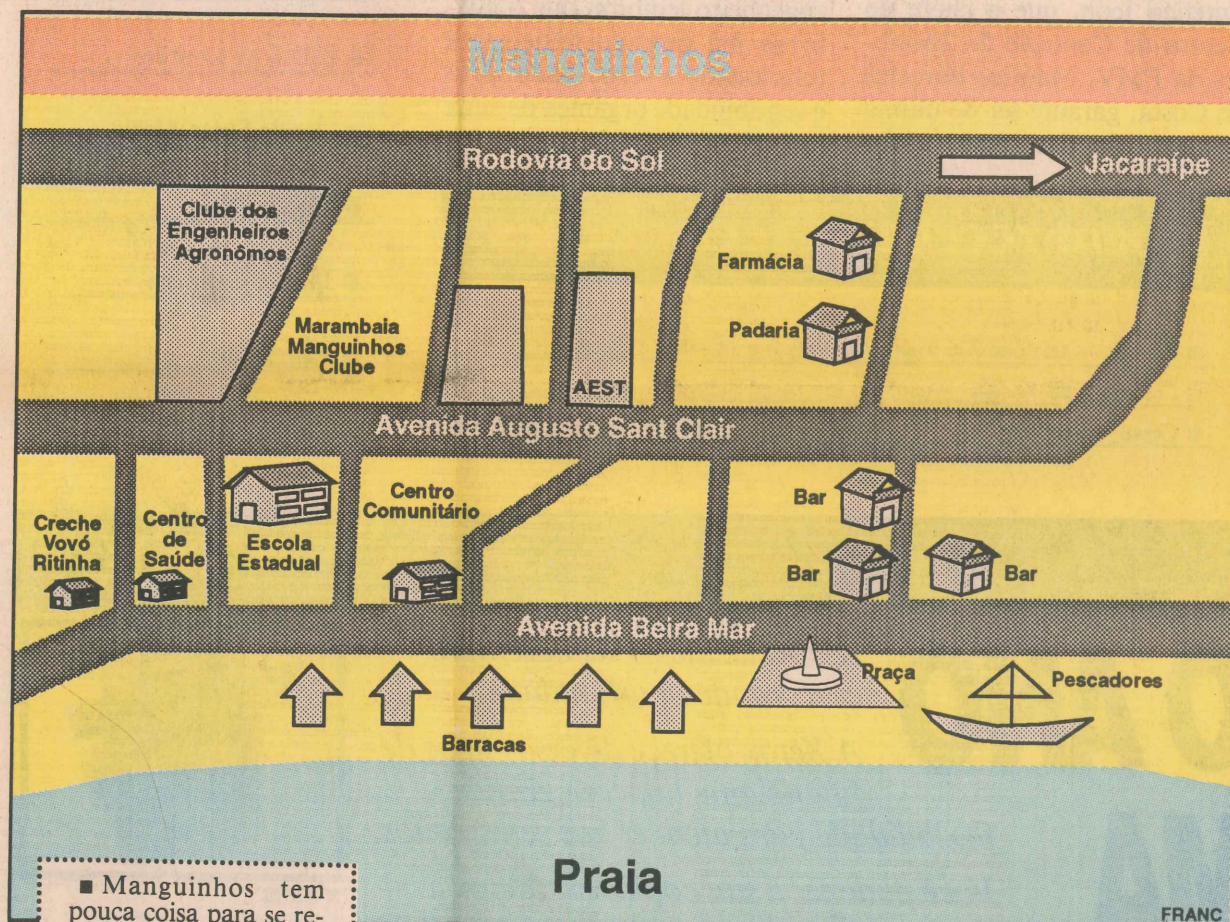 Manguinhos
Rodovia do Sol
Jacaraípe
Clube dos
Engenheiros
Agronômos
Farmácia
Marambaia
Manguinhos
Clube
Padaria
AEST
Avenida Augusto Sant Clair
Creche
Vovó
Ritinha
Centro
de
Saúde
Escola
Estadual
Centro
Comunitário
Bar
Bar
Bar
Avenida Beira Mar
Praça
Pescadores
Barracas
Praia
■ Manguinhos tem
pouca coisa para se re-
FRANC